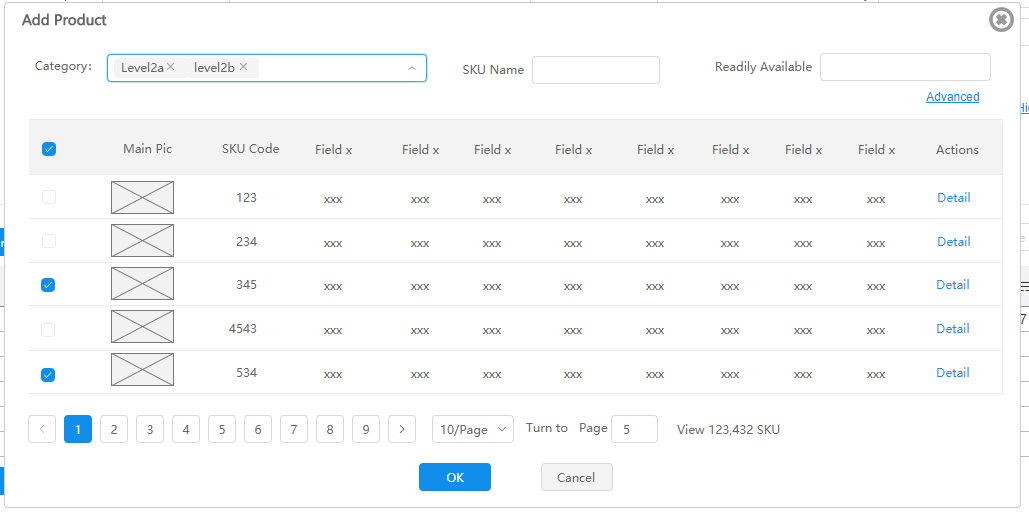 Add Product
Category: Level2a level2b SKU Name Readily Available
Advanced
Main Pic SKU Code Field x Field x Field x Field x Field x Field x Field x Field x Actions
123 xxx xxx xxx xxx xxx xxx xxx xxx Detail
234 xxx xxx xxx xxx xxx xxx xxx xxx Detail
345 xxx xxx xxx xxx xxx xxx xxx xxx Detail
4543 xxx xxx xxx xxx xxx xxx xxx xxx Detail
534 xxx xxx xxx xxx xxx xxx xxx xxx Detail
1 2 3 4 5 6 7 8 9 10/Page Turn to Page 5 View 123,432 SKU
OK Cancel